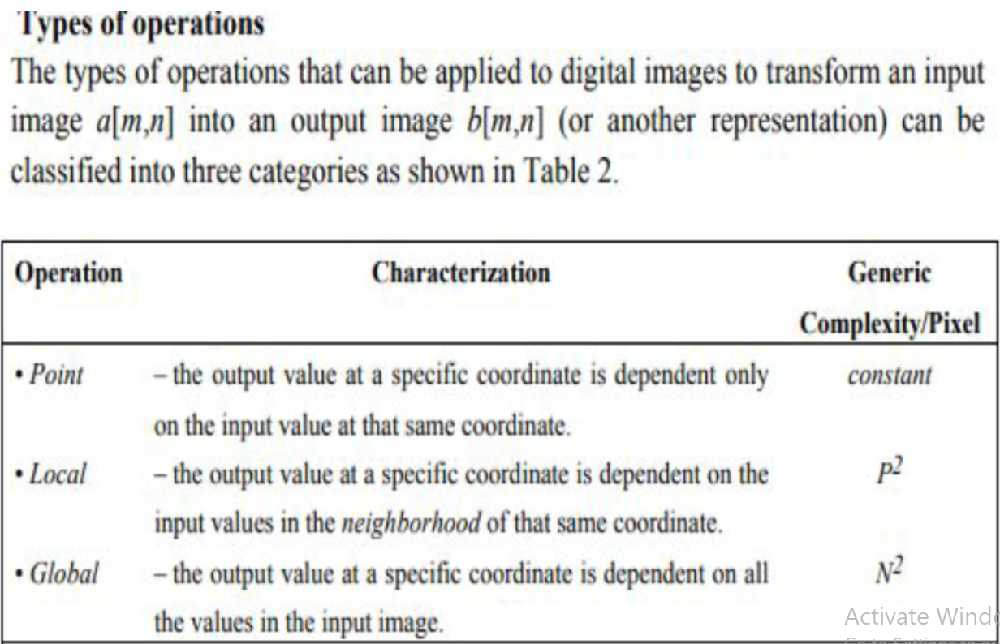 Types of operations
The types of operations that can be applied to digital images to transform an input
image a[m,n] into an output image b[m,n] (or another representation) can be
classified into three categories as shown in Table 2.
Operation Characterization Generic
Complexity/Pixel
• Point – the output value at a specific coordinate is dependent only constant
on the input value at that same coordinate.
• Local – the output value at a specific coordinate is dependent on the P²
input values in the neighborhood of that same coordinate.
• Global – the output value at a specific coordinate is dependent on all N²
the values in the input image.
Activate Windo